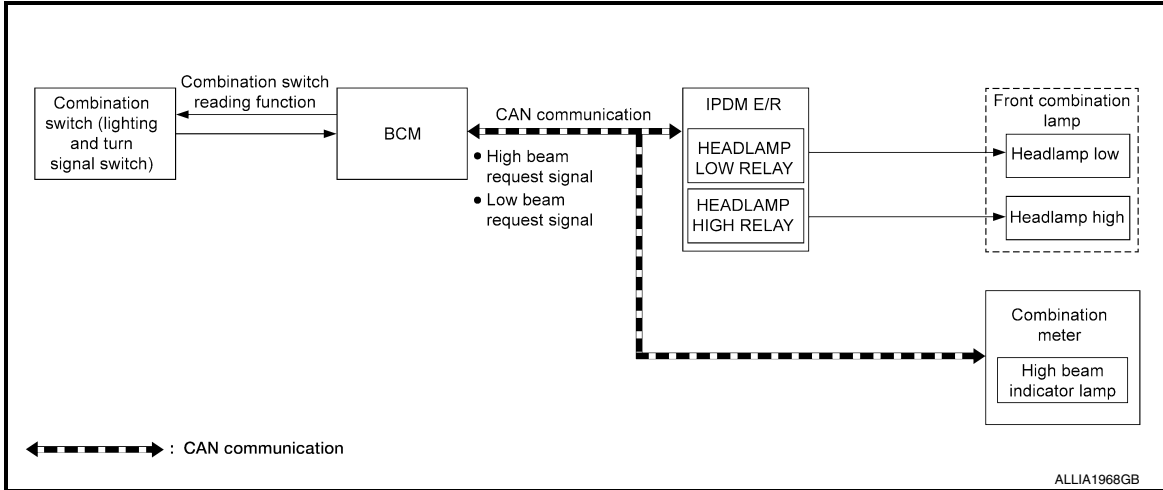 Combination switch
reading function
Combination
switch (lighting
and turn
signal switch)
BCM
CAN communication
• High beam
request signal
• Low beam
request signal
IPDM E/R
HEADLAMP
LOW RELAY
HEADLAMP
HIGH RELAY
Front combination
lamp
Headlamp low
Headlamp high
Combination
meter
High beam
indicator lamp
: CAN communication
ALLIA1968GB